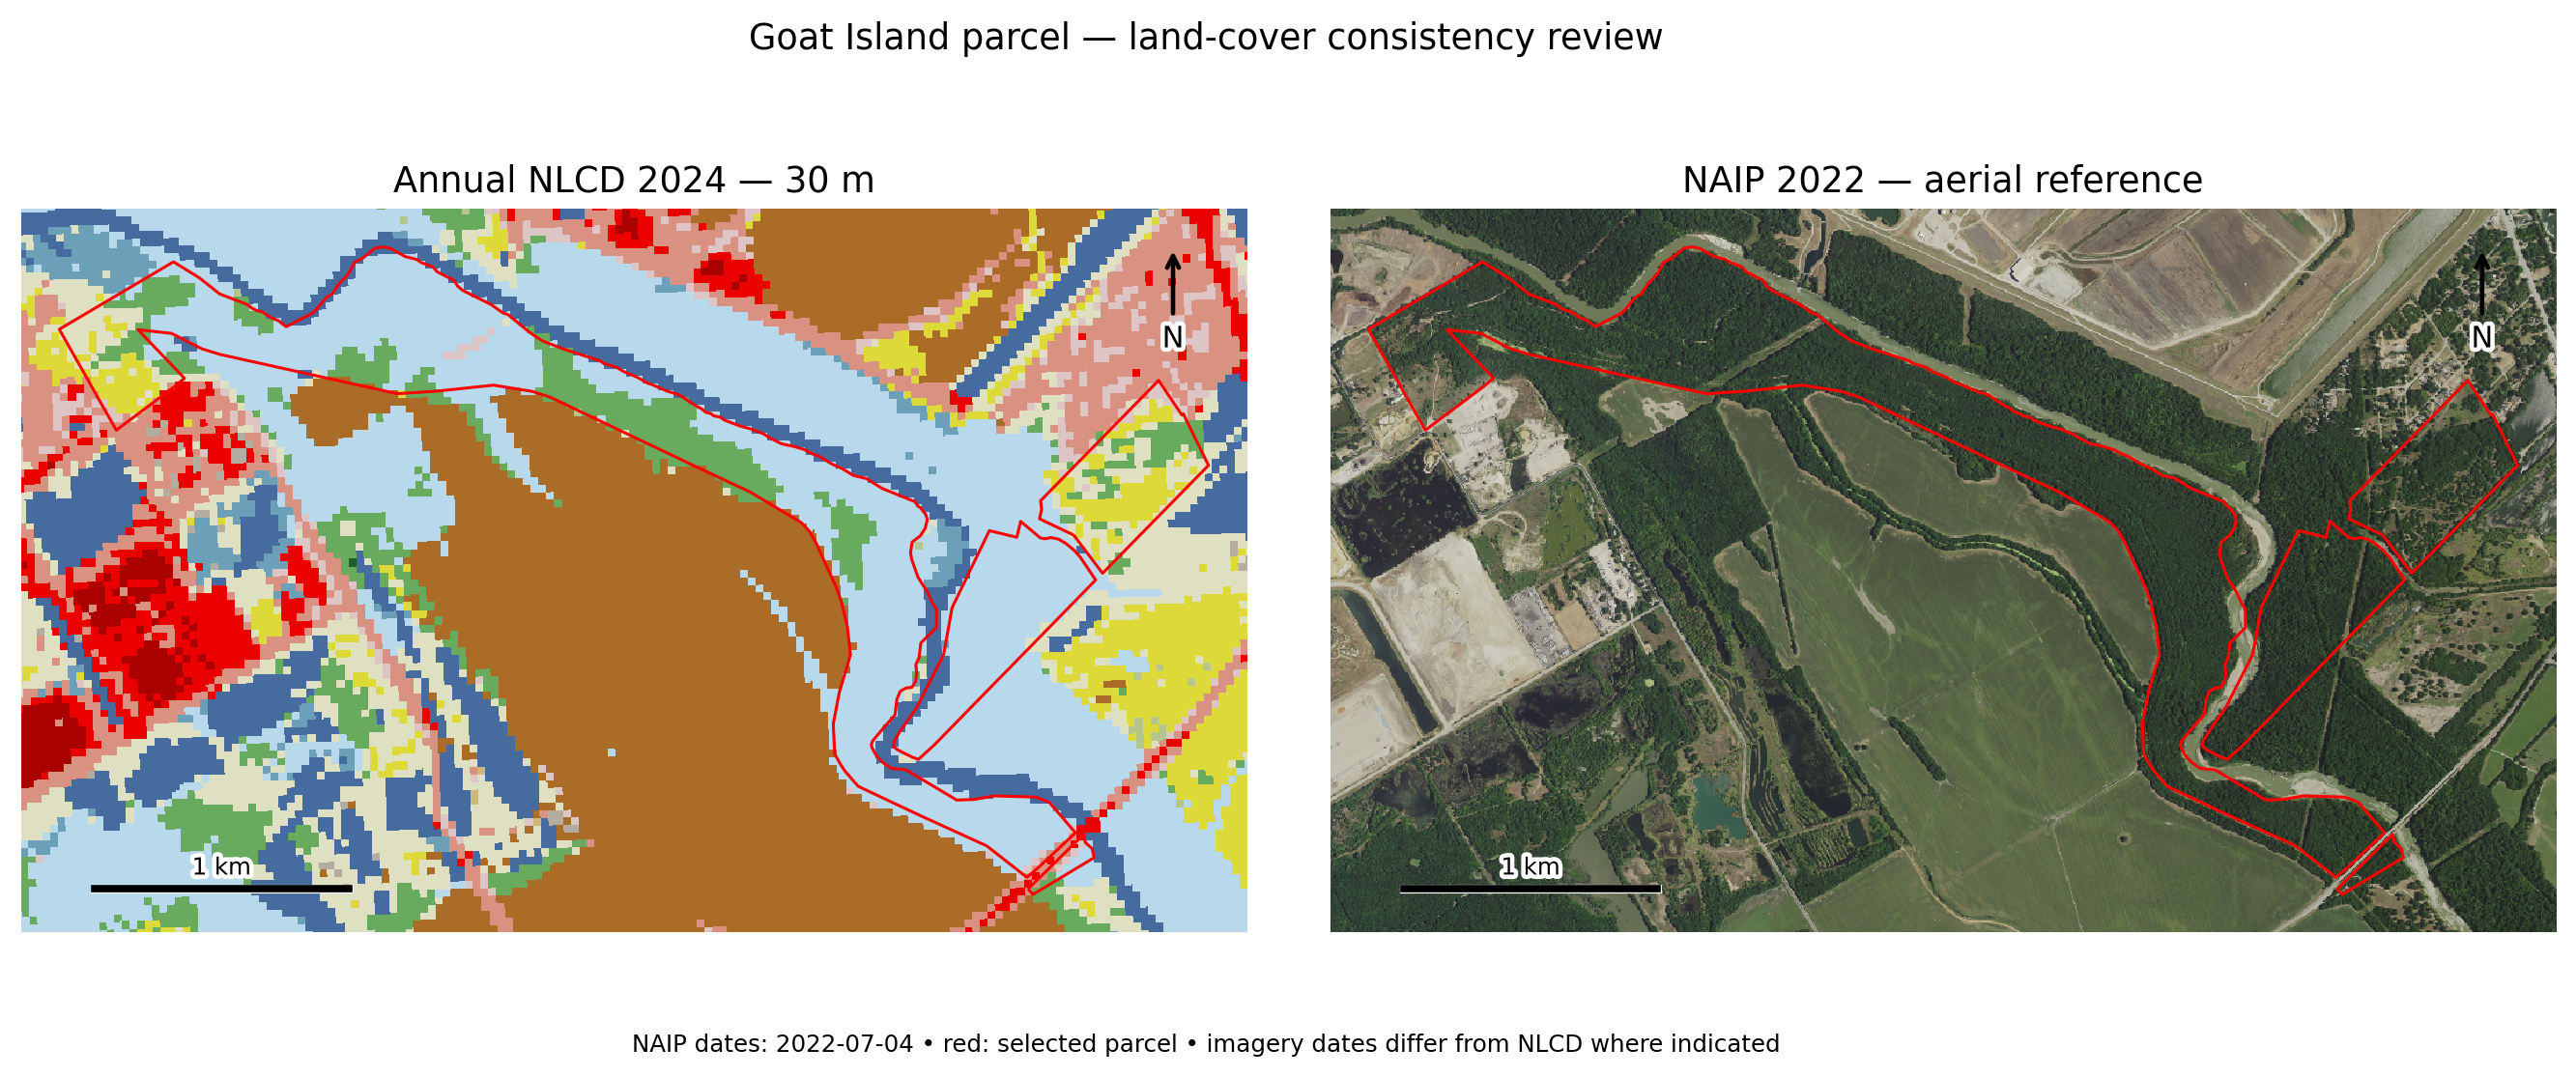 Goat Island parcel — land-cover consistency review
Annual NLCD 2024 — 30 m
NAIP 2022 — aerial reference
N
N
1 km
1 km
NAIP dates: 2022-07-04 • red: selected parcel • imagery dates differ from NLCD where indicated